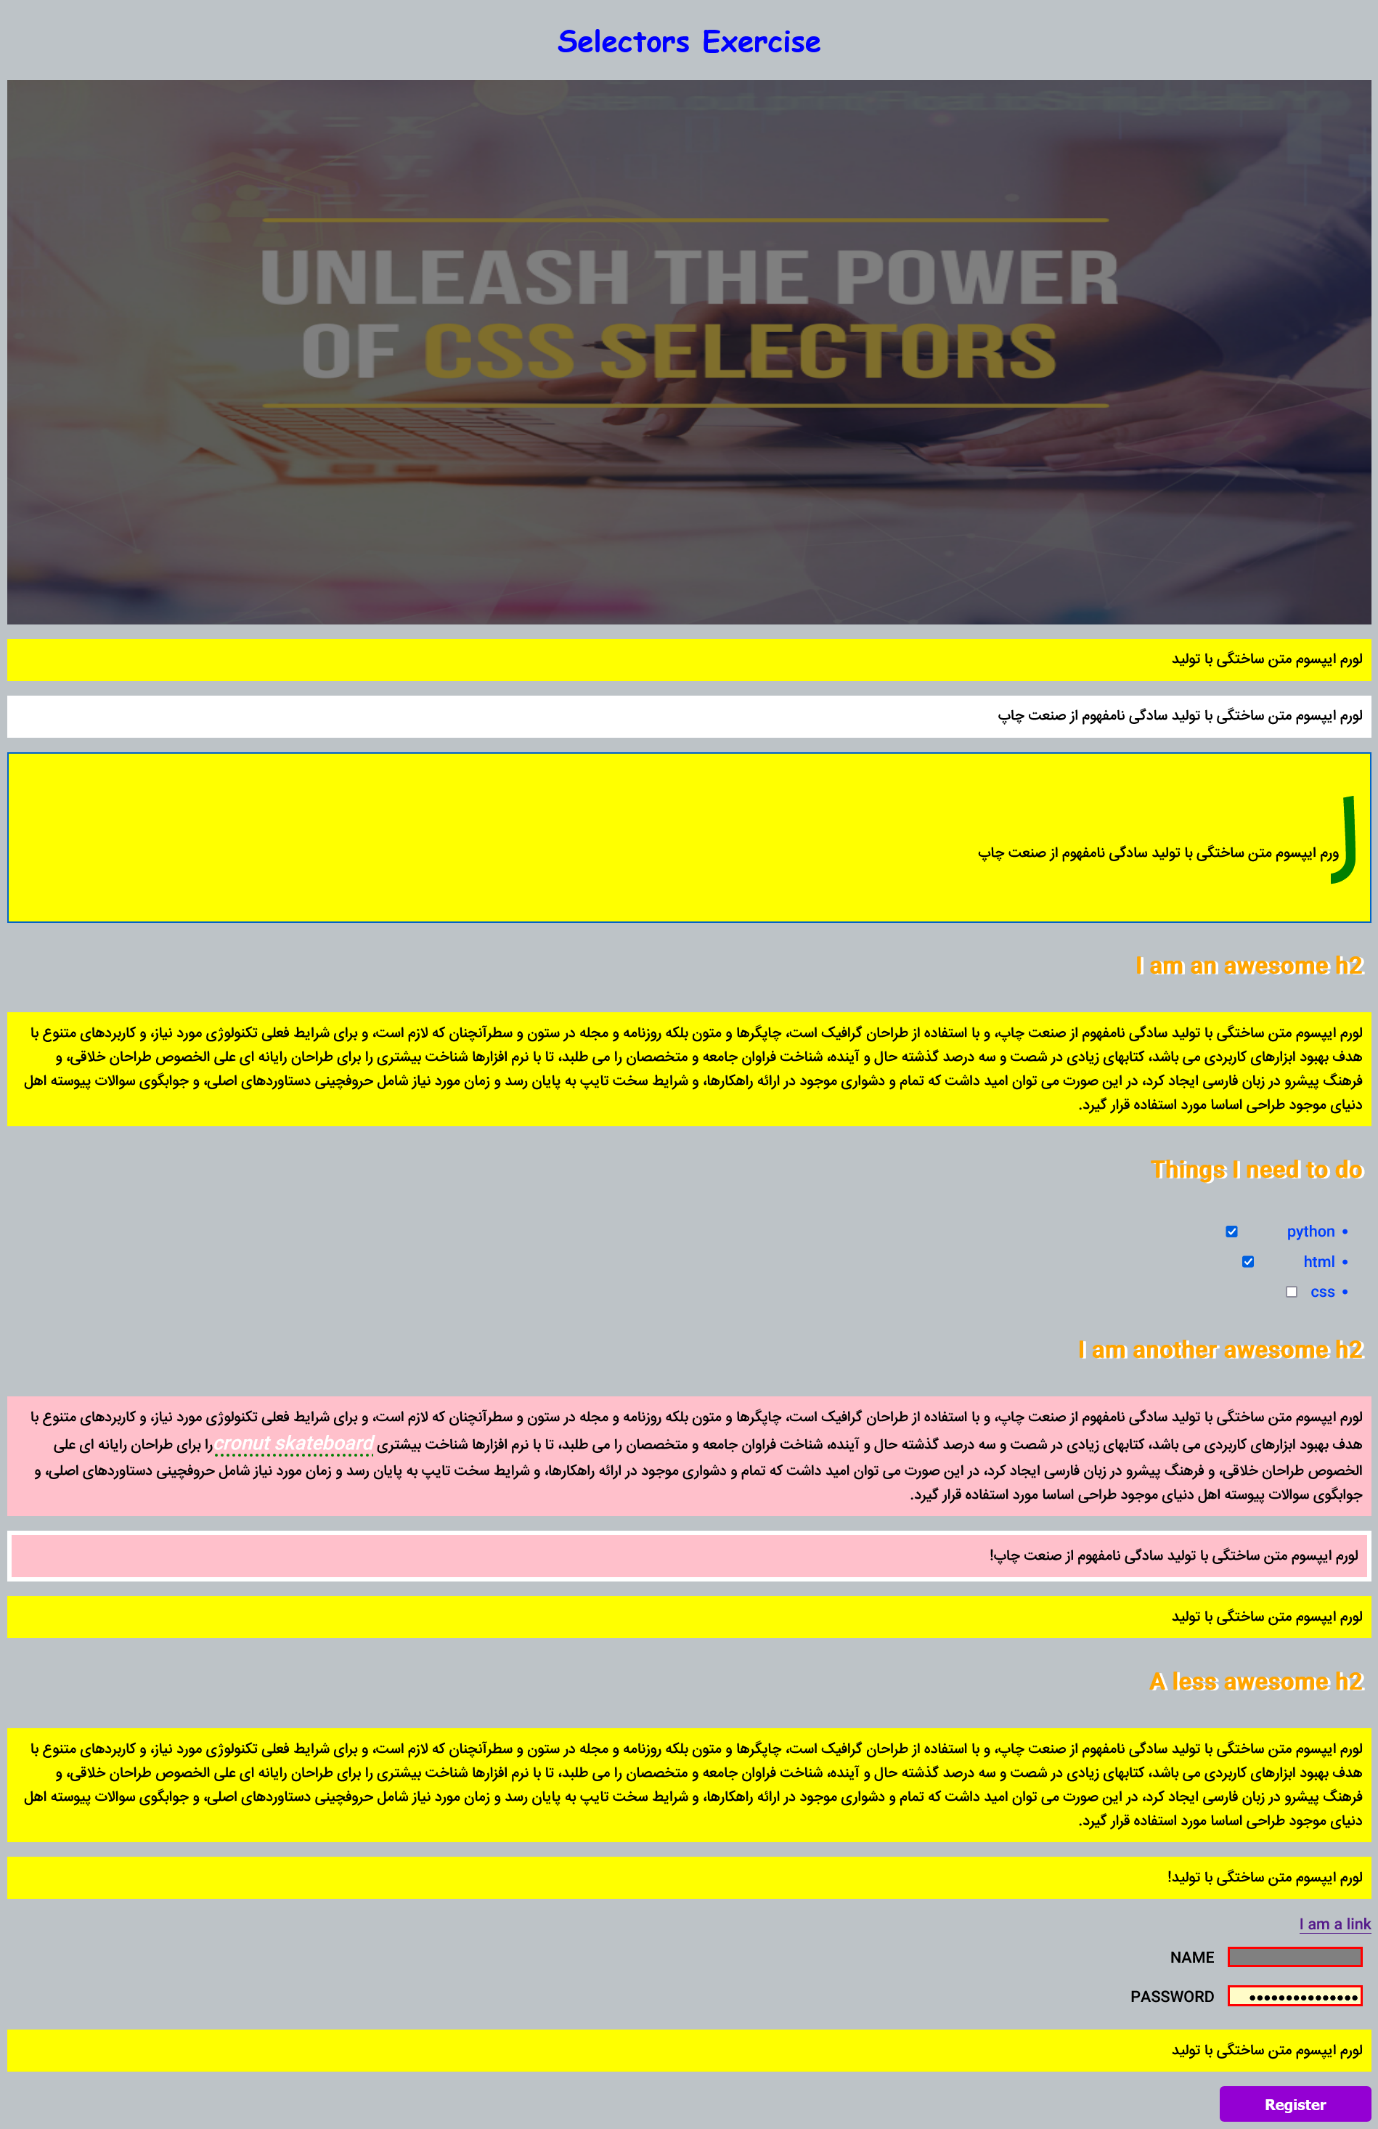 Selectors Exercise
UNLEASH THE POWER
OF CSS SELECTORS
لورم ایپسوم متن ساختگی با تولید
لورم ایپسوم متن ساختگی با تولید سادگی نامفهوم از صنعت چاپ
لورم ایپسوم متن ساختگی با تولید سادگی نامفهوم از صنعت چاپ
I am an awesome h2
لورم ایپسوم متن ساختگی با تولید سادگی نامفهوم از صنعت چاپ، و با استفاده از طراحان گرافیک است، چاپگرها و متون بلکه روزنامه و مجله در ستون و سطرآنچنان که لازم است، و برای شرایط فعلی تکنولوژی مورد نیاز، و کاربردهای متنوع با
هدف بهبود ابزارهای کاربردی می باشد، کتابهای زیادی در شصت و سه درصد گذشته حال و آینده، شناخت فراوان جامعه و متخصصان را می طلبد، تا با نرم افزارها شناخت بیشتری را برای طراحان رایانه ای علی الخصوص طراحان خلاقی، و
فرهنگ پیشرو در زبان فارسی ایجاد کرد، در این صورت می توان امید داشت که تمام و دشواری موجود در ارائه راهکارها، و شرایط سخت تایپ به پایان رسد و زمان مورد نیاز شامل حروفچینی دستاوردهای اصلی، و جوابگوی سوالات پیوسته اهل
دنیای موجود طراحی اساسا مورد استفاده قرار گیرد.
Things I need to do
• python
• html
• css
I am another awesome h2
لورم ایپسوم متن ساختگی با تولید سادگی نامفهوم از صنعت چاپ، و با استفاده از طراحان گرافیک است، چاپگرها و متون بلکه روزنامه و مجله در ستون و سطرآنچنان که لازم است، و برای شرایط فعلی تکنولوژی مورد نیاز، و کاربردهای متنوع با
هدف بهبود ابزارهای کاربردی می باشد، کتابهای زیادی در شصت و سه درصد گذشته حال و آینده، شناخت فراوان جامعه و متخصصان را می طلبد، تا با نرم افزارها شناخت بیشتری cronut skateboard را برای طراحان رایانه ای علی
الخصوص طراحان خلاقی، و فرهنگ پیشرو در زبان فارسی ایجاد کرد، در این صورت می توان امید داشت که تمام و دشواری موجود در ارائه راهکارها، و شرایط سخت تایپ به پایان رسد و زمان مورد نیاز شامل حروفچینی دستاوردهای اصلی، و
جوابگوی سوالات پیوسته اهل دنیای موجود طراحی اساسا مورد استفاده قرار گیرد.
لورم ایپسوم متن ساختگی با تولید سادگی نامفهوم از صنعت چاپ!
لورم ایپسوم متن ساختگی با تولید
A less awesome h2
لورم ایپسوم متن ساختگی با تولید سادگی نامفهوم از صنعت چاپ، و با استفاده از طراحان گرافیک است، چاپگرها و متون بلکه روزنامه و مجله در ستون و سطرآنچنان که لازم است، و برای شرایط فعلی تکنولوژی مورد نیاز، و کاربردهای متنوع با
هدف بهبود ابزارهای کاربردی می باشد، کتابهای زیادی در شصت و سه درصد گذشته حال و آینده، شناخت فراوان جامعه و متخصصان را می طلبد، تا با نرم افزارها شناخت بیشتری را برای طراحان رایانه ای علی الخصوص طراحان خلاقی، و
فرهنگ پیشرو در زبان فارسی ایجاد کرد، در این صورت می توان امید داشت که تمام و دشواری موجود در ارائه راهکارها، و شرایط سخت تایپ به پایان رسد و زمان مورد نیاز شامل حروفچینی دستاوردهای اصلی، و جوابگوی سوالات پیوسته اهل
دنیای موجود طراحی اساسا مورد استفاده قرار گیرد.
لورم ایپسوم متن ساختگی با تولید!
I am a link
NAME
PASSWORD
لورم ایپسوم متن ساختگی با تولید
Register